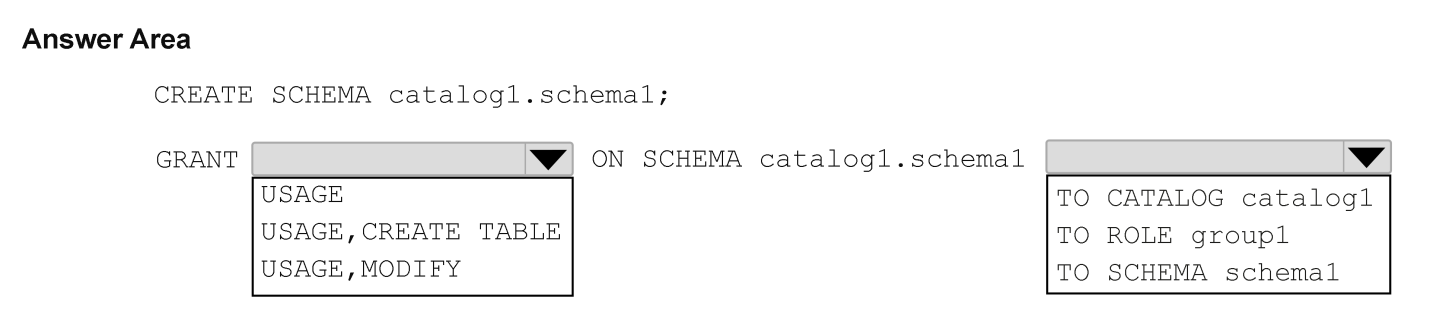 Answer Area
CREATE SCHEMA catalog1.schema1;
GRANT ON SCHEMA catalog1.schema1
USAGE
USAGE,CREATE TABLE
USAGE,MODIFY
TO CATALOG catalog1
TO ROLE group1
TO SCHEMA schema1